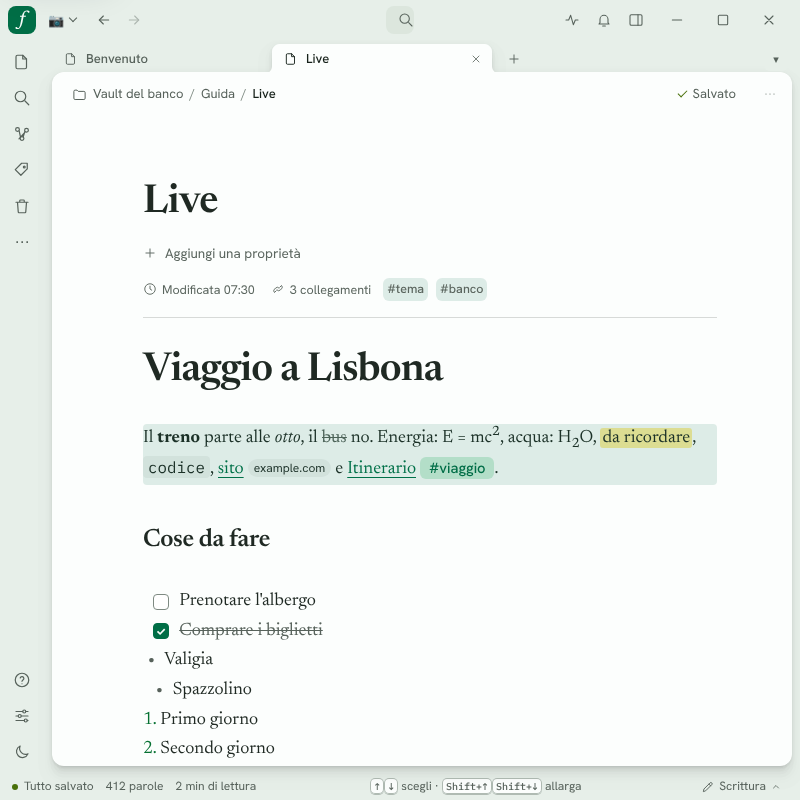 f
Benvenuto
Live
Vault del banco / Guida / Live
Salvato
Live
Aggiungi una proprietà
Modificata 07:30 3 collegamenti #tema #banco
Viaggio a Lisbona
Il treno parte alle otto, il bus no. Energia: E = mc², acqua: H₂O, da ricordare,
codice, sito example.com e Itinerario #viaggio.
Cose da fare
Prenotare l'albergo
Comprare i biglietti
• Valigia
• Spazzolino
1. Primo giorno
2. Secondo giorno
Tutto salvato 412 parole 2 min di lettura
↑ ↓ scegli · Shift+↑ Shift+↓ allarga
Scrittura